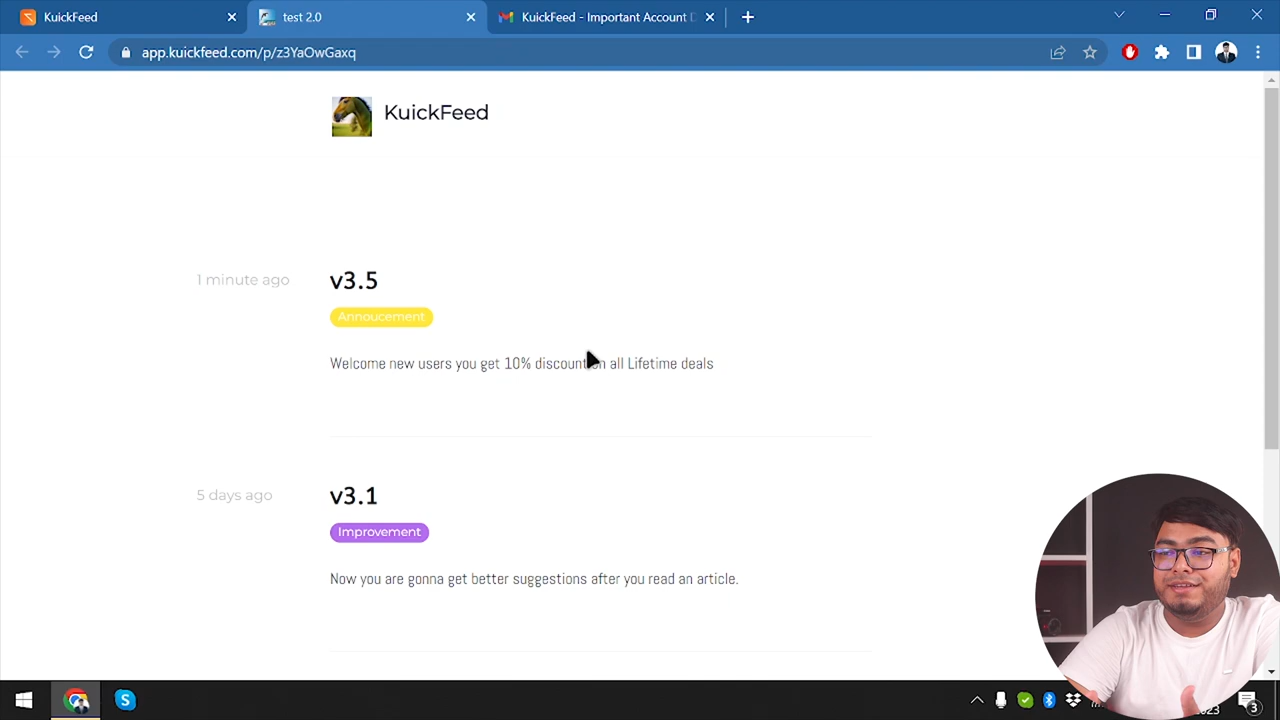 KuickFeed
test 2.0
KuickFeed - Important Account
app.kuickfeed.com/p/z3YaOwGaxq
KuickFeed
1 minute ago
v3.5
Annoucement
Welcome new users you get 10% discount all Lifetime deals
5 days ago
v3.1
Improvement
Now you are gonna get better suggestions after you read an article.
3